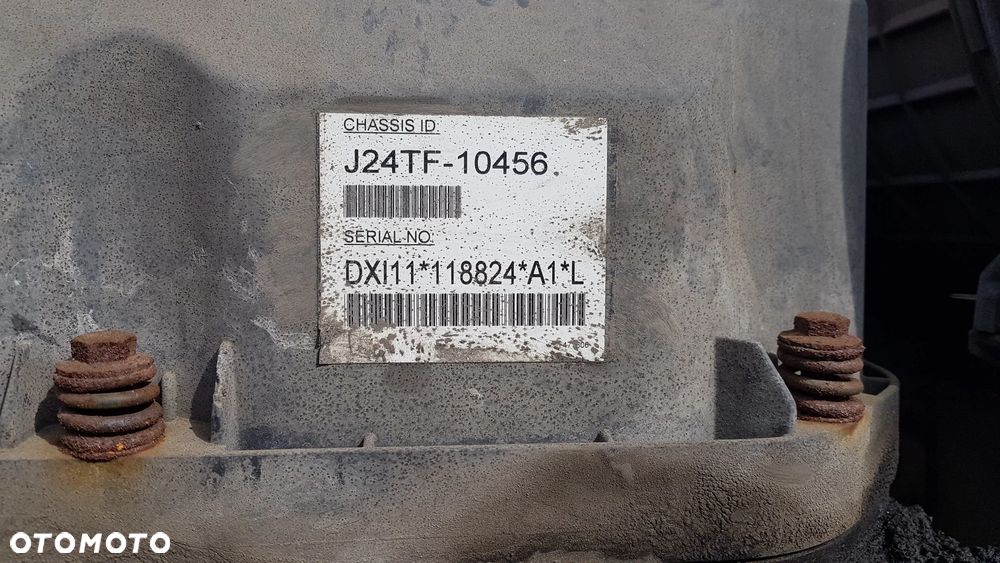 CHASSIS ID:
J24TF-10456
SERIAL NO:
DXI11*118824*A1*L
OTOMOTO